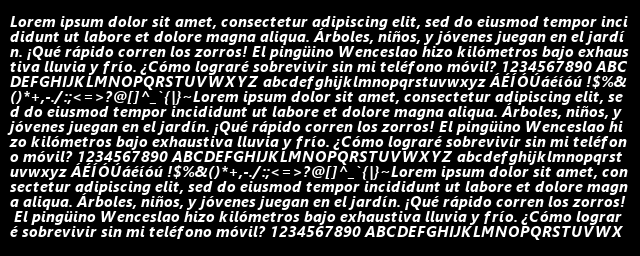 Lorem ipsum dolor sit amet, consectetur adipiscing elit, sed do eiusmod tempor inci
didunt ut labore et dolore magna aliqua. Árboles, niños, y jóvenes juegan en el jardí
n. ¡Qué rápido corren los zorros! El pingüino Wenceslao hizo kilómetros bajo exhaus
tiva lluvia y frío. ¿Cómo lograré sobrevivir sin mi teléfono móvil? 1234567890 ABC
DEFGHIJKLMNOPQRSTUVWXYZ abcdefghijklmnopqrstuvwxyz ÁÉÍÓÚáéíóú !$%&
()*+,-./:;<=>?@[]^_`{|}~Lorem ipsum dolor sit amet, consectetur adipiscing elit, se
d do eiusmod tempor incididunt ut labore et dolore magna aliqua. Árboles, niños, y
jóvenes juegan en el jardín. ¡Qué rápido corren los zorros! El pingüino Wenceslao hi
zo kilómetros bajo exhaustiva lluvia y frío. ¿Cómo lograré sobrevivir sin mi teléfon
o móvil? 1234567890 ABCDEFGHIJKLMNOPQRSTUVWXYZ abcdefghijklmnopqrst
uvwxyz ÁÉÍÓÚáéíóú !$%&()*+,-./:;<=>?@[]^_`{|}~Lorem ipsum dolor sit amet, con
sectetur adipiscing elit, sed do eiusmod tempor incididunt ut labore et dolore magn
a aliqua. Árboles, niños, y jóvenes juegan en el jardín. ¡Qué rápido corren los zorros!
El pingüino Wenceslao hizo kilómetros bajo exhaustiva lluvia y frío. ¿Cómo lograr
é sobrevivir sin mi teléfono móvil? 1234567890 ABCDEFGHIJKLMNOPQRSTUVWX